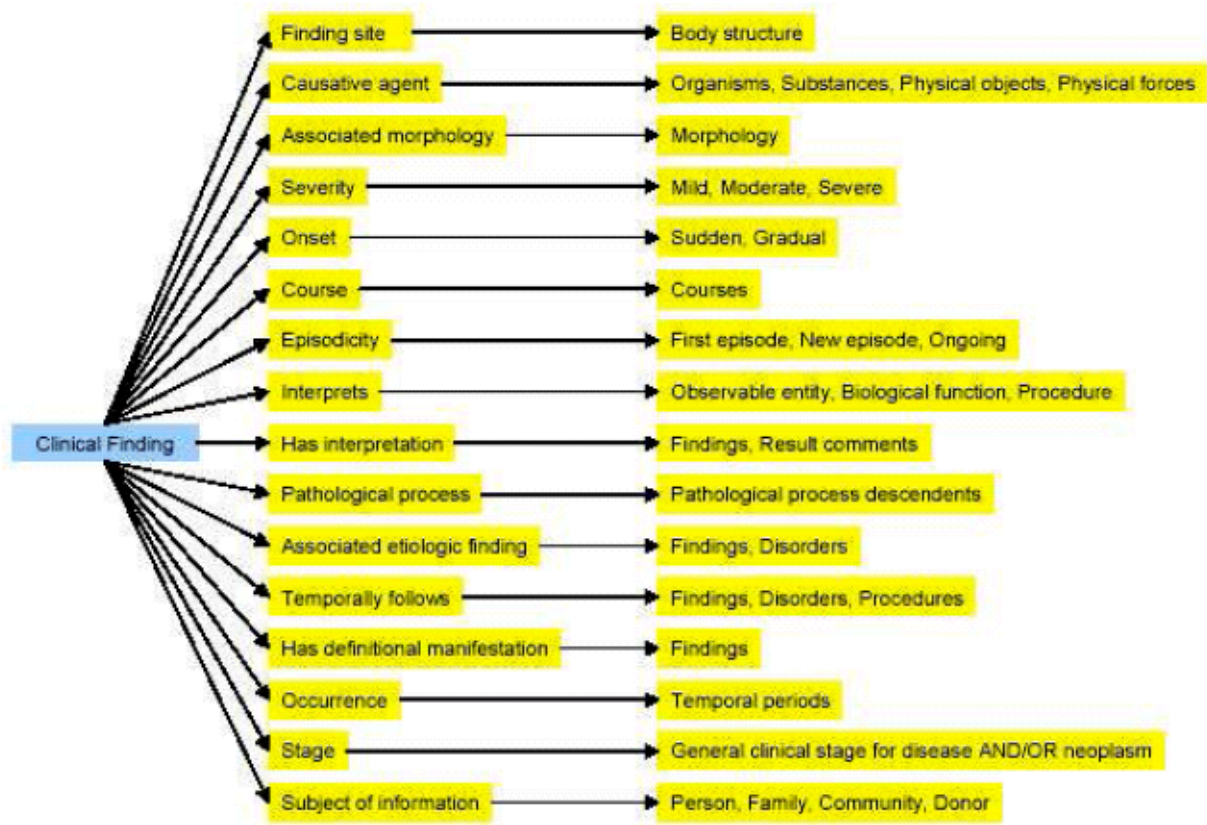 Finding site
Body structure
Causative agent
Organisms, Substances, Physical objects, Physical forces
Associated morphology
Morphology
Severity
Mild, Moderate, Severe
Onset
Sudden, Gradual
Course
Courses
Episodicity
First episode, New episode, Ongoing
Interprets
Observable entity, Biological function, Procedure
Clinical Finding
Has interpretation
Findings, Result comments
Pathological process
Pathological process descendents
Associated etiologic finding
Findings, Disorders
Temporally follows
Findings, Disorders, Procedures
Has definitional manifestation
Findings
Occurrence
Temporal periods
Stage
General clinical stage for disease AND/OR neoplasm
Subject of information
Person, Family, Community, Donor